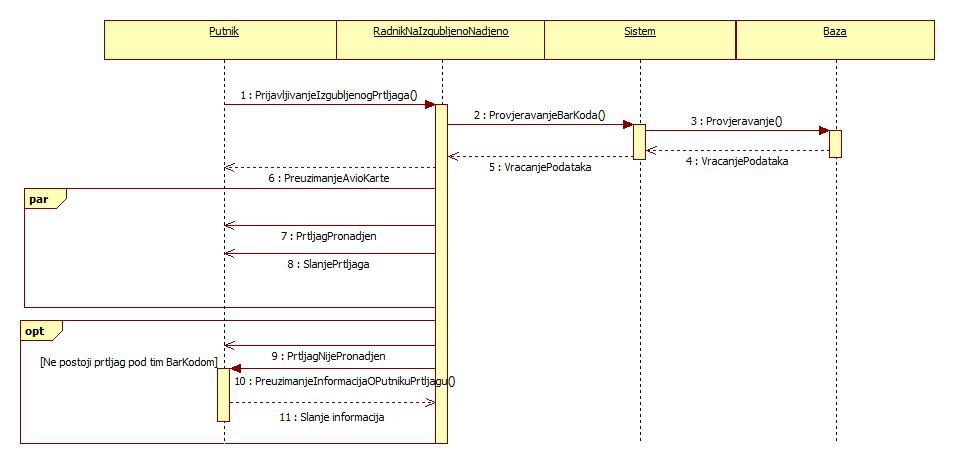 Putnik
RadnikNaIzgubljenoNadjeno
Sistem
Baza
1 : PrijavljivanjeIzgubljenogPrtljaga()
2 : ProvjeravanjeBarKoda()
3 : Provjeravanje()
4 : VracanjePodataka
5 : VracanjePodataka
6 : PreuzimanjeAvioKarte
par
7 : PrtljagPronadjen
8 : SlanjePrtljaga
opt
9 : PrtljagNijePronadjen
[Ne postoji prtljag pod tim BarKodom]
10 : PreuzimanjeInformacijaOPutnikuPrtljagu()
11 : Slanje informacija